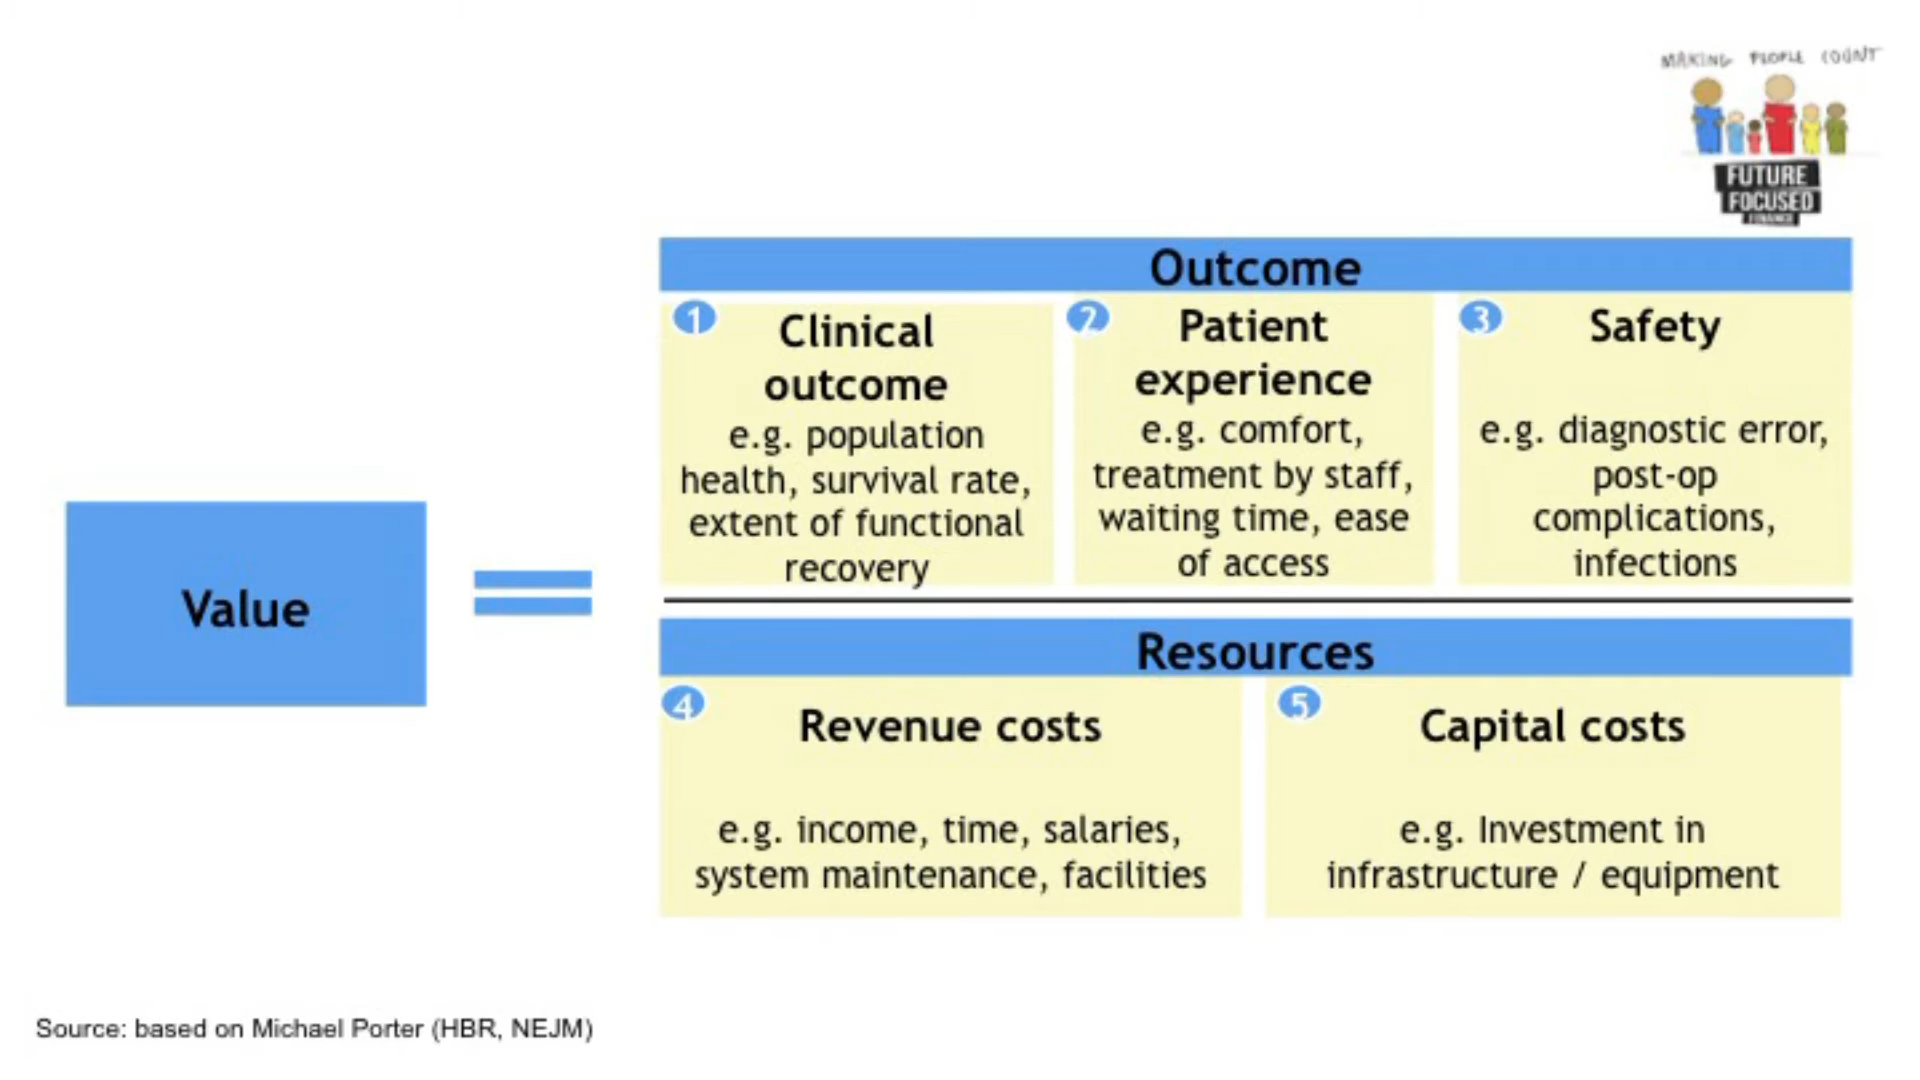 MAKING PEOPLE COUNT
FUTURE
FOCUSED
FINANCE
Outcome
1
Clinical
outcome
e.g. population
health, survival rate,
extent of functional
recovery
2
Patient
experience
e.g. comfort,
treatment by staff,
waiting time, ease
of access
3
Safety
e.g. diagnostic error,
post-op
complications,
infections
Value
Resources
4
Revenue costs
e.g. income, time, salaries,
system maintenance, facilities
5
Capital costs
e.g. Investment in
infrastructure / equipment
Source: based on Michael Porter (HBR, NEJM)